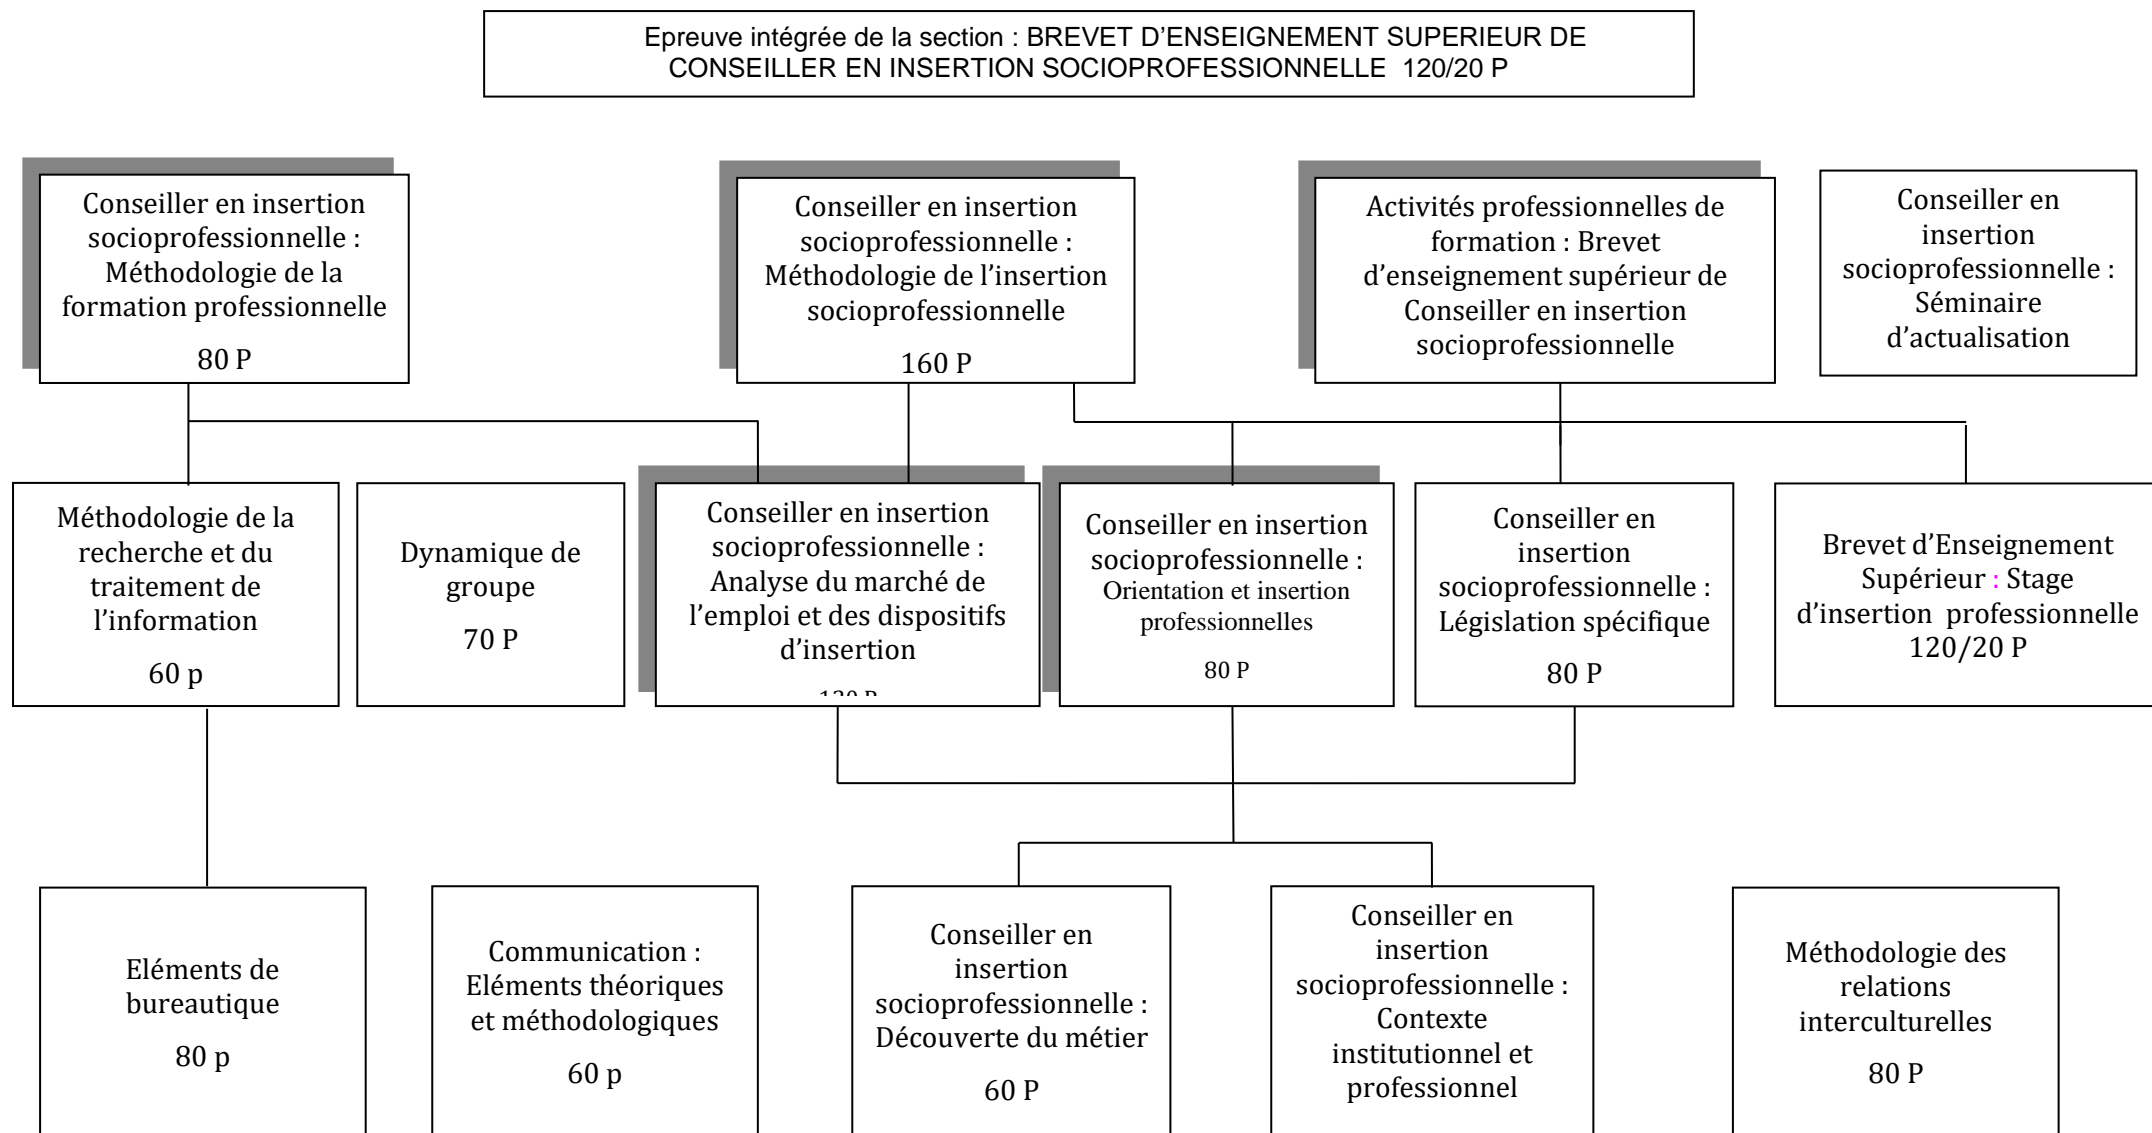 Epreuve intégrée de la section : BREVET D’ENSEIGNEMENT SUPERIEUR DE
CONSEILLER EN INSERTION SOCIOPROFESSIONNELLE 120/20 P
Conseiller en insertion
socioprofessionnelle :
Méthodologie de la
formation professionnelle
80 P
Conseiller en insertion
socioprofessionnelle :
Méthodologie de l’insertion
socioprofessionnelle
160 P
Activités professionnelles de
formation : Brevet
d’enseignement supérieur de
Conseiller en insertion
socioprofessionnelle
Conseiller en
insertion
socioprofessionnelle :
Séminaire
d’actualisation
Méthodologie de la
recherche et du
traitement de
l’information
60 p
Dynamique de
groupe
70 P
Conseiller en insertion
socioprofessionnelle :
Analyse du marché de
l’emploi et des dispositifs
d’insertion
Conseiller en insertion
socioprofessionnelle :
Orientation et insertion
professionnelles
80 P
Conseiller en
insertion
socioprofessionnelle :
Législation spécifique
80 P
Brevet d’Enseignement
Supérieur : Stage
d’insertion professionnelle
120/20 P
Eléments de
bureautique
80 p
Communication :
Eléments théoriques
et méthodologiques
60 p
Conseiller en
insertion
socioprofessionnelle :
Découverte du métier
60 P
Conseiller en
insertion
socioprofessionnelle :
Contexte
institutionnel et
professionnel
Méthodologie des
relations
interculturelles
80 P